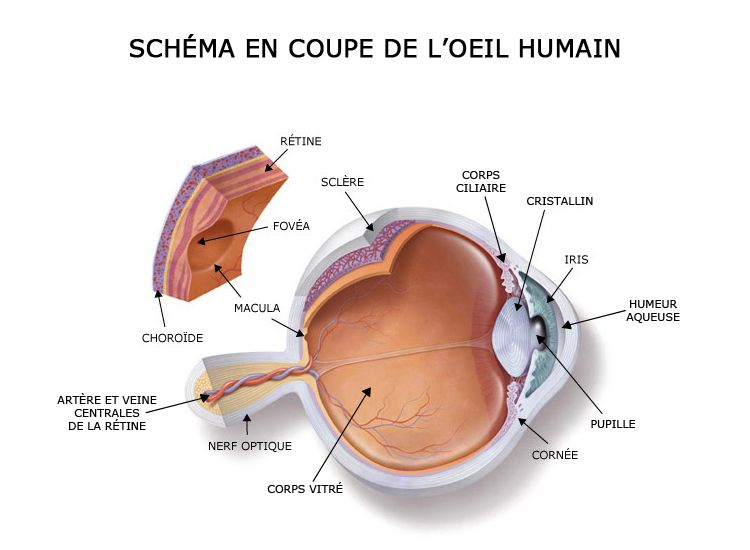 SCHÉMA EN COUPE DE L'OEIL HUMAIN
RÉTINE
SCLÈRE
CORPS
CILIAIRE
CRISTALLIN
FOVÉA
IRIS
MACULA
HUMEUR
AQUEUSE
CHOROÏDE
ARTÈRE ET VEINE
CENTRALES
DE LA RÉTINE
PUPILLE
NERF OPTIQUE
CORNÉE
CORPS VITRÉ